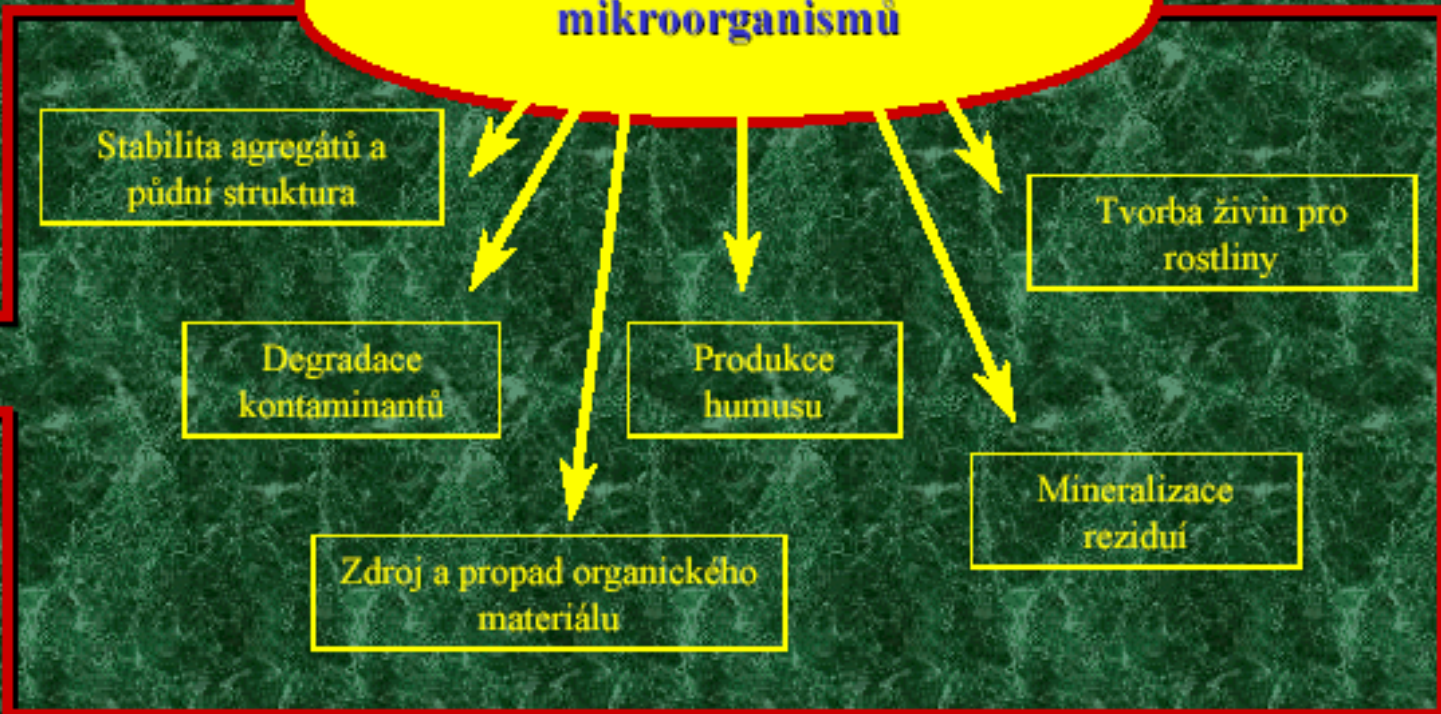 mikroorganismů
Stabilita agregátů a
půdní struktura
Tvorba živin pro
rostliny
Degradace
kontaminantů
Produkce
humusu
Mineralizace
reziduí
Zdroj a propad organického
materiálu